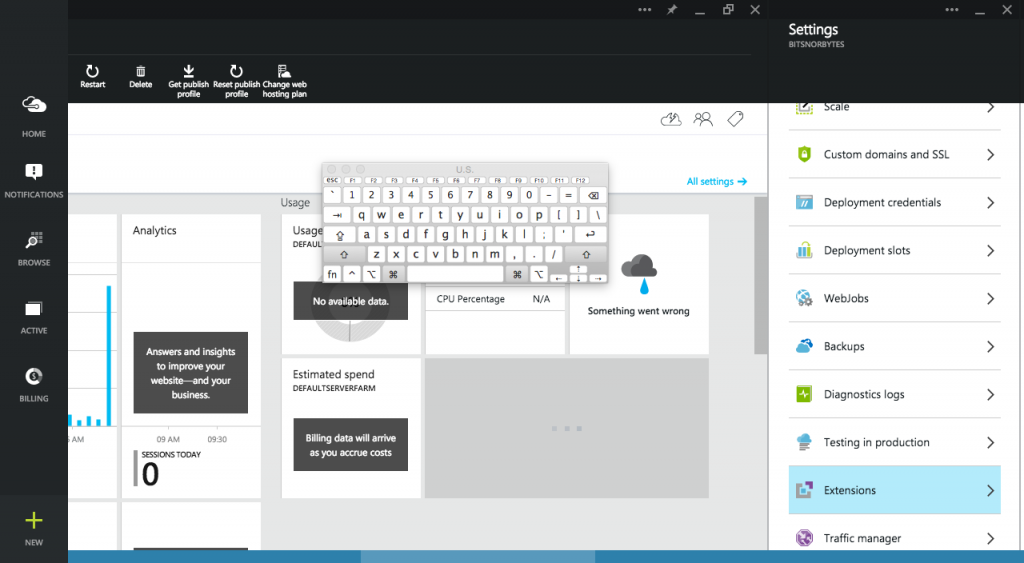 Settings
BITSNORBYTES
Restart
Delete
Get publish
profile
Reset publish
profile
Change web
hosting plan
HOME
NOTIFICATIONS
BROWSE
ACTIVE
BILLING
NEW
All settings →
Analytics
Answers and insights
to improve your
website—and your
business.
AM
09 AM
09:30
SESSIONS TODAY
0
Usage
Usage
DEFAUL
No available data.
CPU Percentage N/A
Something went wrong
Estimated spend
DEFAULTSERVERFARM
Billing data will arrive
as you accrue costs
U.S.
esc F1 F2 F3 F4 F5 F6 F7 F8 F9 F10 F11 F12
` 1 2 3 4 5 6 7 8 9 0 - = ⌫
⇥ q w e r t y u i o p [ ] \
⇪ a s d f g h j k l ; ' ↩
⇧ z x c v b n m , . / ⇧
fn ^ ⌥ ⌘ ⌘ ⌥ ← ↑ ↓ →
Scale
Custom domains and SSL
Deployment credentials
Deployment slots
WebJobs
Backups
Diagnostics logs
Testing in production
Extensions
Traffic manager